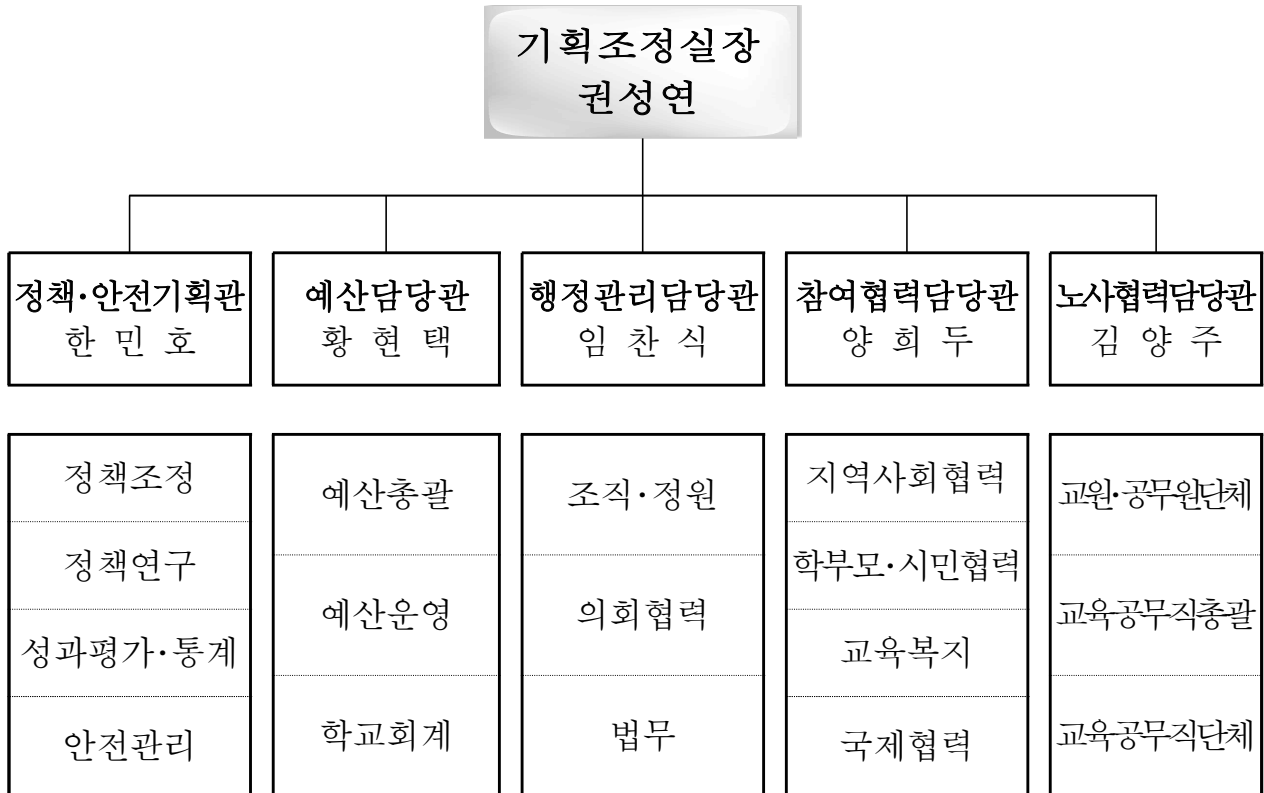 기획조정실장
권성연
정책·안전기획관
한 민 호
예산담당관
황 현 택
행정관리담당관
임 찬 식
참여협력담당관
양 희 두
노사협력담당관
김 양 주
정책조정
정책연구
성과평가·통계
안전관리
예산총괄
예산운영
학교회계
조직·정원
의회협력
법무
지역사회협력
학부모·시민협력
교육복지
국제협력
교원·공무원단체
교육공무직총괄
교육공무직단체